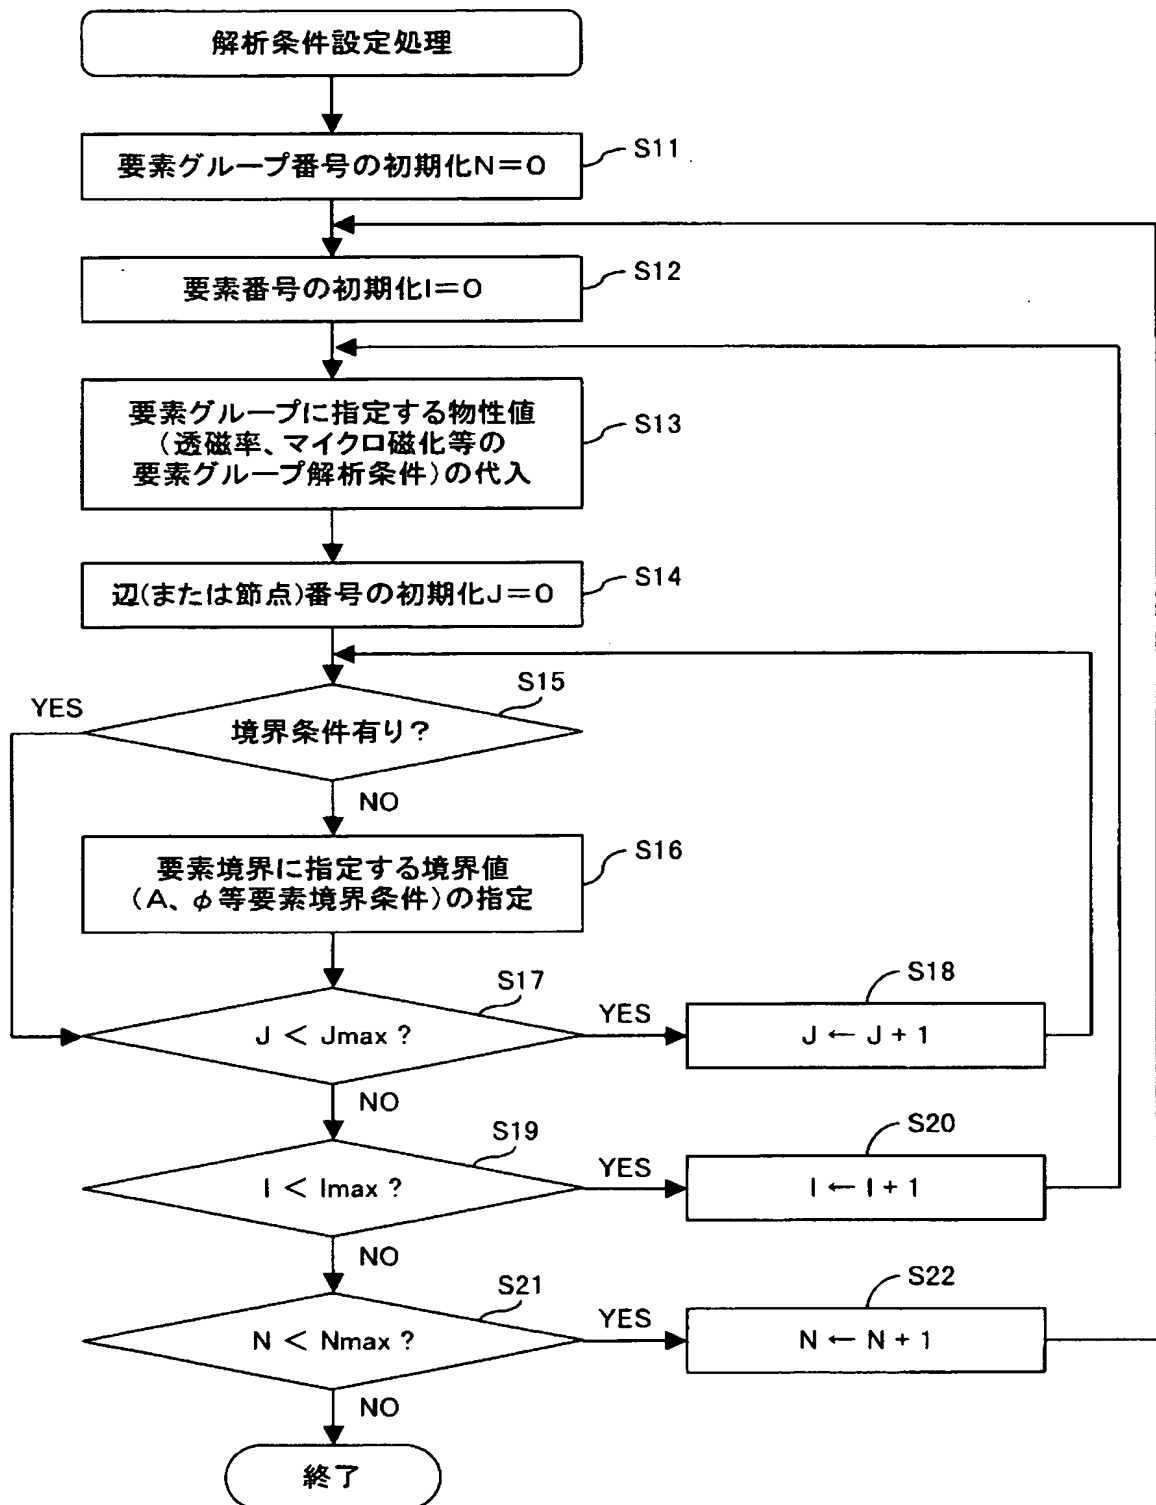 解析条件設定処理
要素グループ番号の初期化N=0
S11
要素番号の初期化I=0
S12
要素グループに指定する物性値
(透磁率、マイクロ磁化等の
要素グループ解析条件)の代入
S13
辺(または節点)番号の初期化J=0
S14
境界条件有り?
S15
YES
NO
要素境界に指定する境界値
(A、φ等要素境界条件)の指定
S16
J < Jmax ?
S17
YES
J ← J + 1
S18
NO
I < Imax ?
S19
YES
I ← I + 1
S20
NO
N < Nmax ?
S21
YES
N ← N + 1
S22
NO
終了